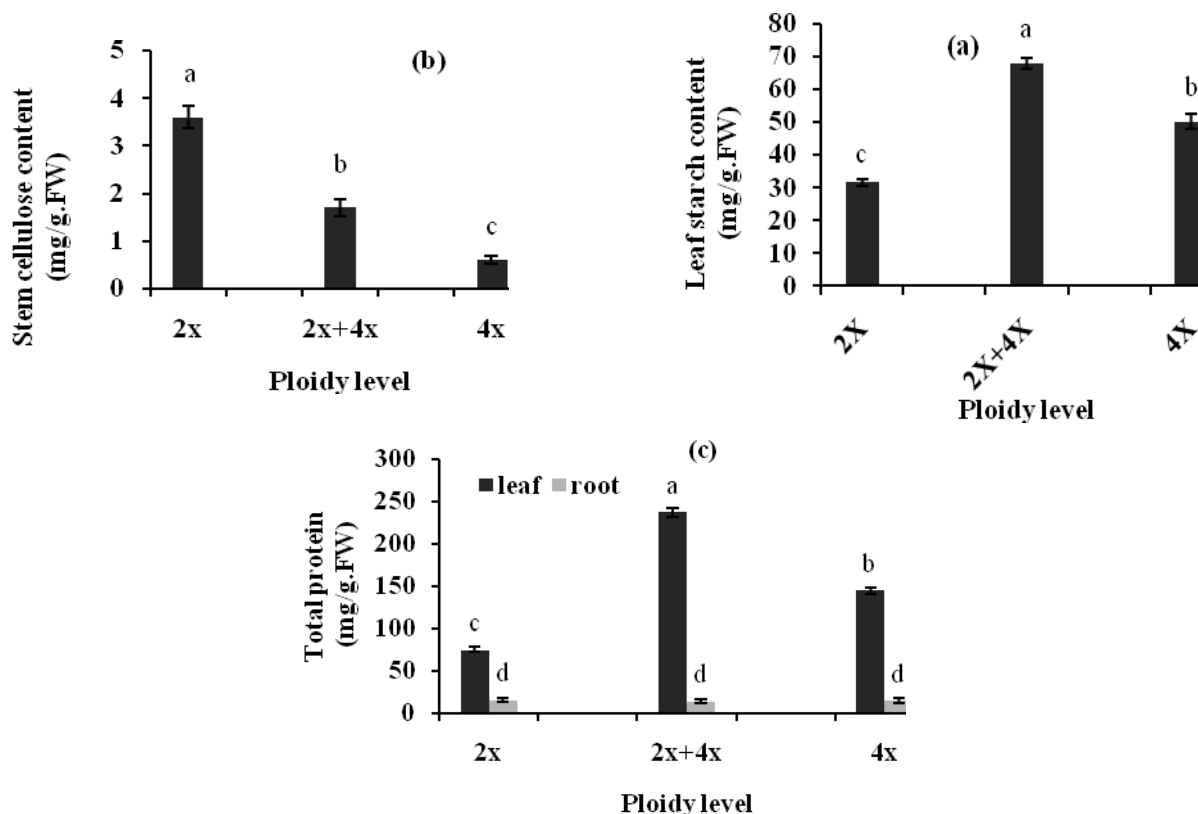 (b)
Stem cellulose content
(mg/g.FW)
5
4
3
2
1
0
a
b
c
2x
2x+4x
4x
Ploidy level
(a)
Leaf starch content
(mg/g.FW)
80
70
60
50
40
30
20
10
0
c
a
b
2X
2X+4X
4X
Ploidy level
(c)
Total protein
(mg/g.FW)
300
250
200
150
100
50
0
leaf root
c
d
a
d
b
d
2x
2x+4x
4x
Ploidy level